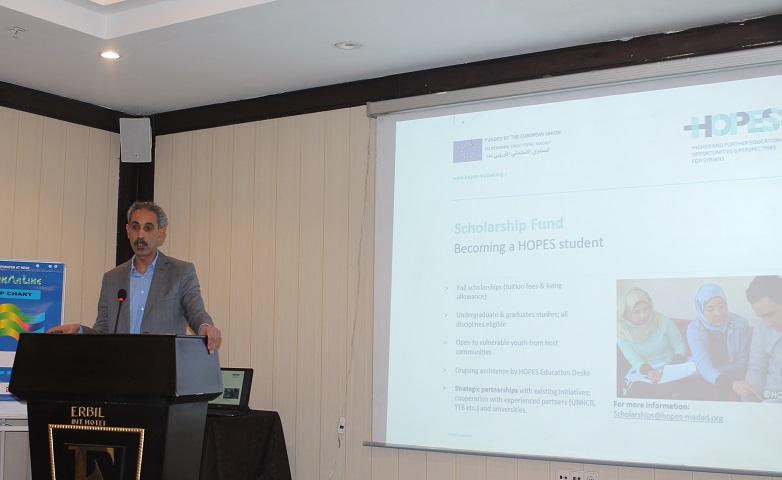 FUNDED BY THE EUROPEAN UNION
HOPES
HIGHER AND FURTHER EDUCATION
OPPORTUNITIES & PERSPECTIVES
FOR SYRIANS
www.hopes-madad.org
Scholarship Fund
Becoming a HOPES student
Full scholarships (tuition fees & living
allowance)
Undergraduate & graduates studies; all
disciplines eligible
Open to vulnerable youth from host
communities
Ongoing assistance by HOPES Education Desks
Strategic partnerships with existing initiatives;
cooperation with experienced partners (UNHCR,
YEB etc.) and universities.
For more information:
Scholarships@hopes-madad.org
CHART
ERBIL
INT HOTEL